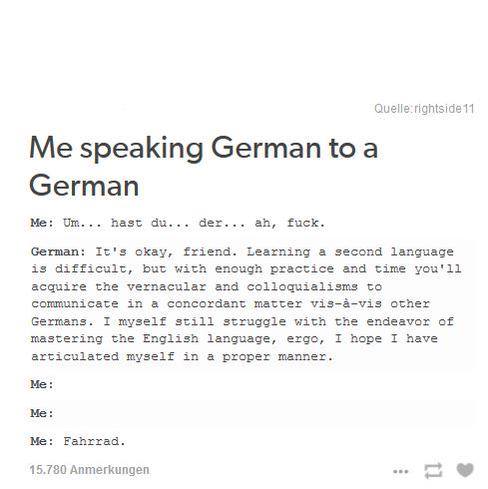 Quelle:rightside11
Me speaking German to a
German
Me: Um... hast du... der... ah, fuck.
German: It's okay, friend. Learning a second language
is difficult, but with enough practice and time you'll
acquire the vernacular and colloquialisms to
communicate in a concordant matter vis-à-vis other
Germans. I myself still struggle with the endeavor of
mastering the English language, ergo, I hope I have
articulated myself in a proper manner.
Me:
Me:
Me: Fahrrad.
15.780 Anmerkungen